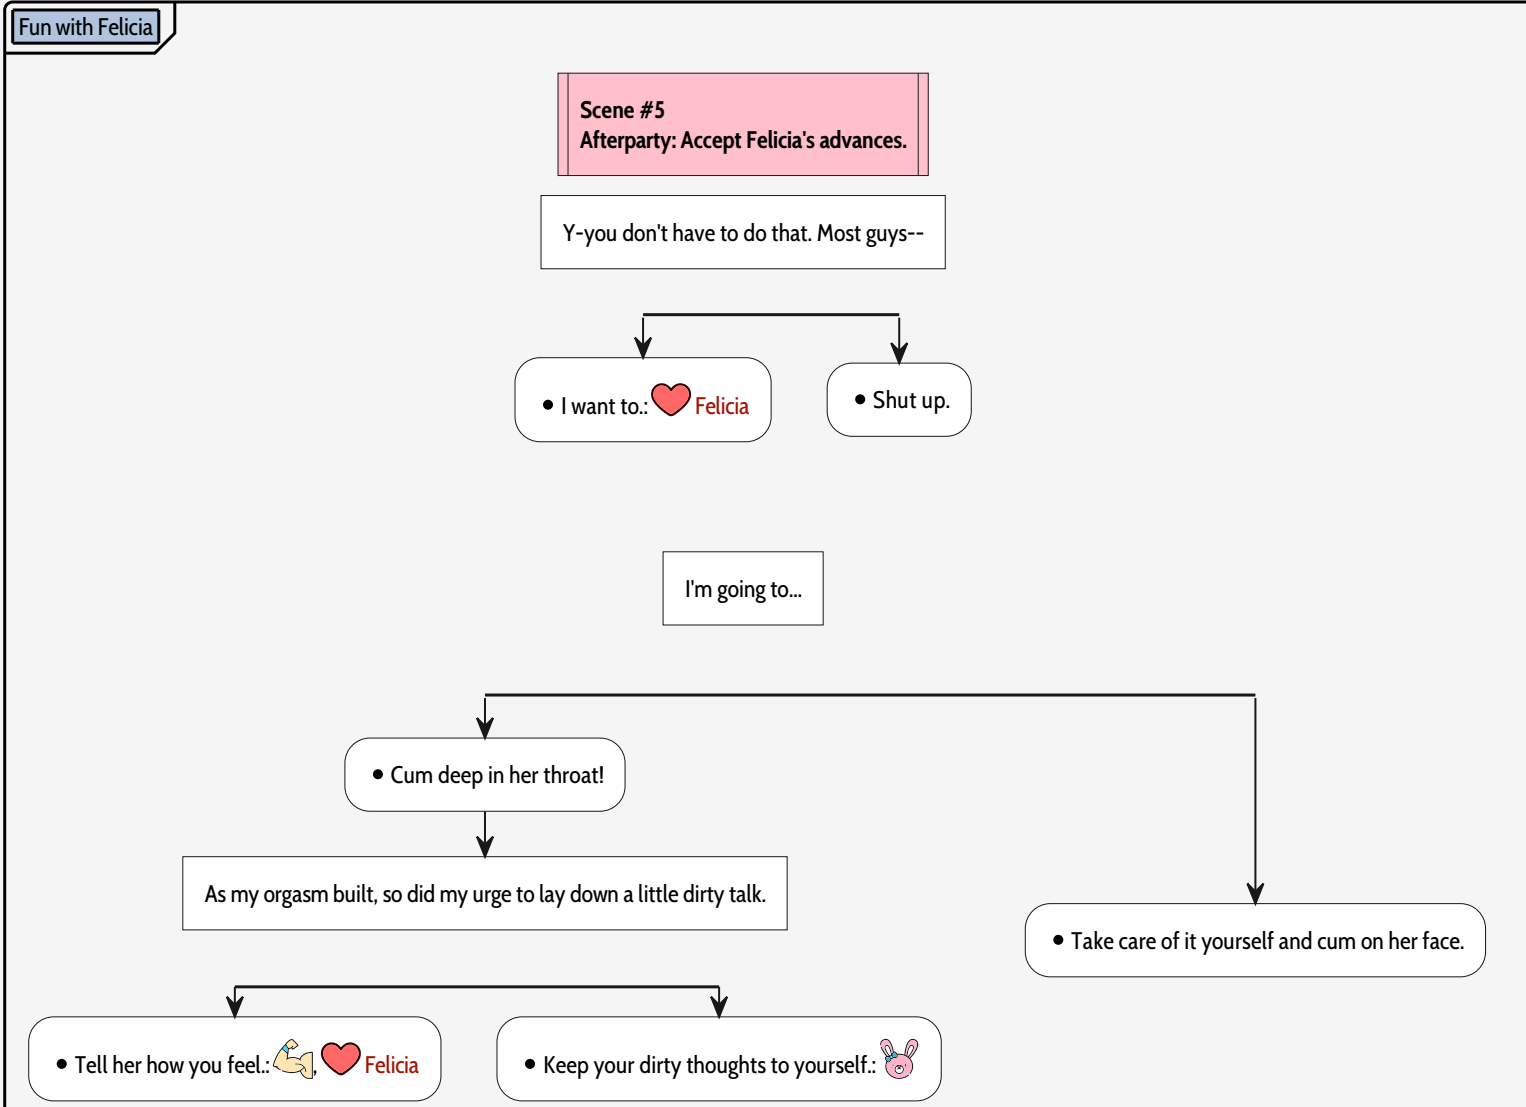 Fun with Felicia
Scene #5
Afterparty: Accept Felicia's advances.
Y-you don't have to do that. Most guys--
• I want to.: Felicia
• Shut up.
I'm going to...
• Cum deep in her throat!
As my orgasm built, so did my urge to lay down a little dirty talk.
• Take care of it yourself and cum on her face.
• Tell her how you feel.: , Felicia
• Keep your dirty thoughts to yourself.: